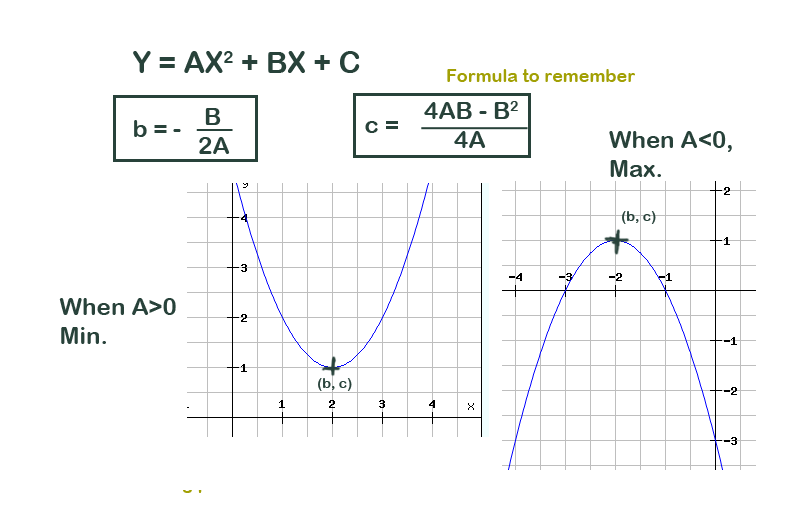 Y = AX² + BX + C
Formula to remember
b = - B
2A
c = 4AB - B²
4A
When A<0,
Max.
y
4
3
2
1
(b, c)
1 2 3 4 x
When A>0
Min.
2
(b, c)
1
-4 -3 -2 -1
-1
-2
-3